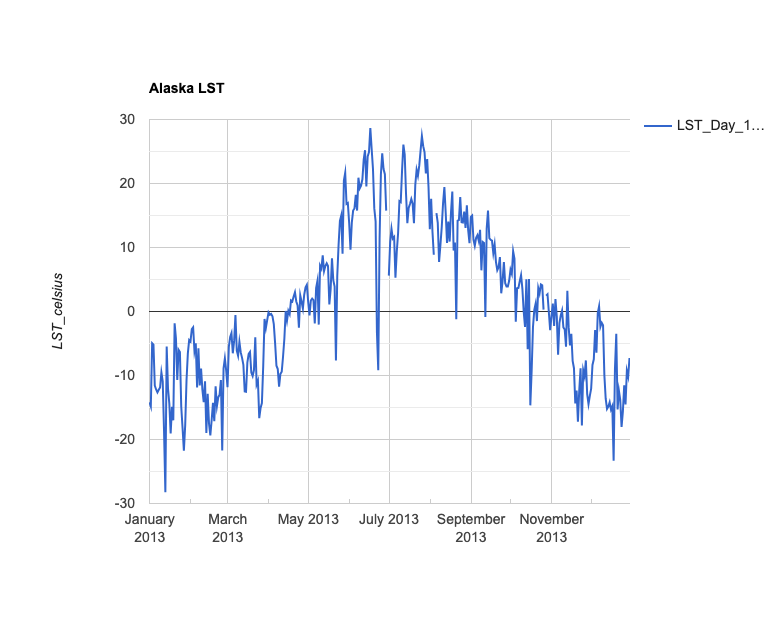 Alaska LST
LST_Day_1…
30
20
10
0
-10
-20
-30
LST_celsius
January
2013
March
2013
May 2013
July 2013
September
2013
November
2013